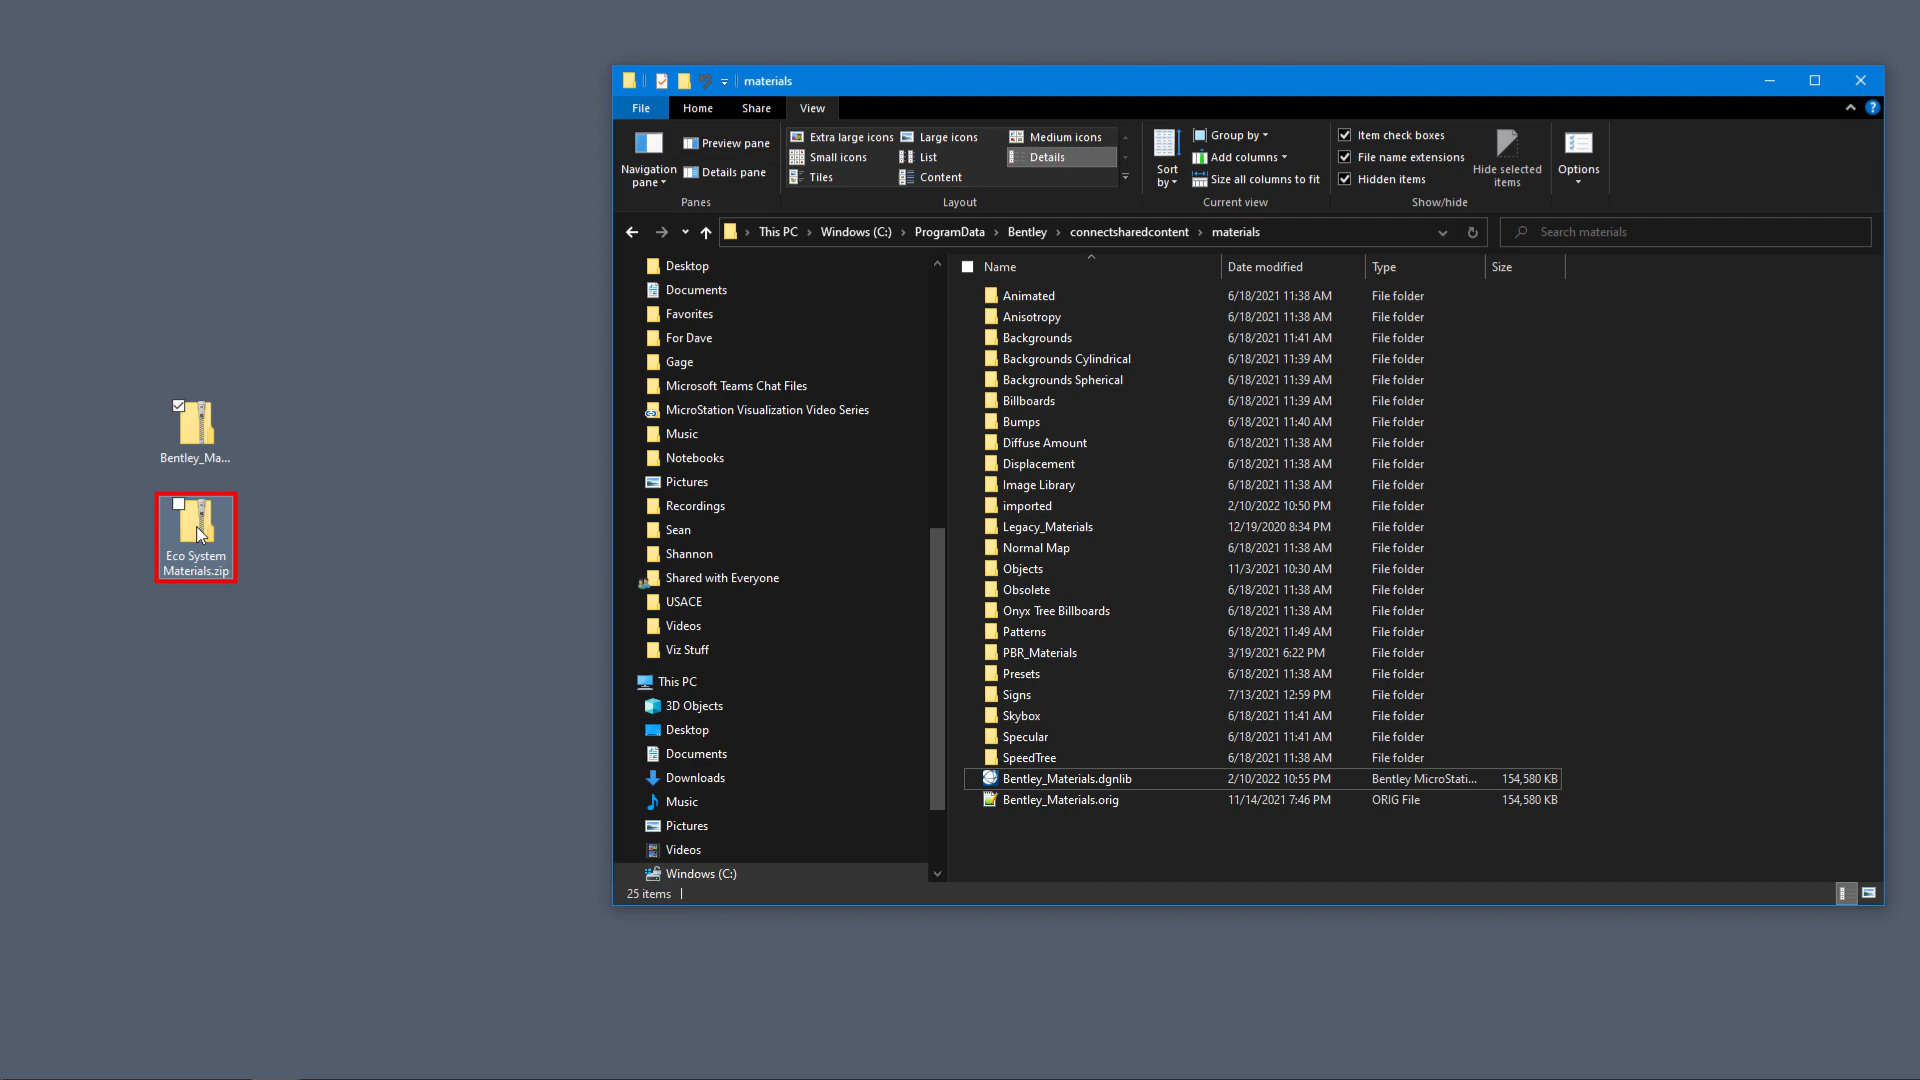 materials
File Home Share View
Navigation pane
Preview pane
Details pane
Panes
Extra large icons Large icons Medium icons
Small icons List Details
Tiles Content
Layout
Sort by
Group by
Add columns
Size all columns to fit
Current view
Item check boxes
File name extensions
Hidden items
Hide selected items
Show/hide
Options
This PC Windows (C:) ProgramData Bentley connectsharedcontent materials
Search materials
Desktop
Documents
Favorites
For Dave
Gage
Microsoft Teams Chat Files
MicroStation Visualization Video Series
Music
Notebooks
Pictures
Recordings
Sean
Shannon
Shared with Everyone
USACE
Videos
Viz Stuff
This PC
3D Objects
Desktop
Documents
Downloads
Music
Pictures
Videos
Windows (C:)
Name Date modified Type Size
Animated 6/18/2021 11:38 AM File folder
Anisotropy 6/18/2021 11:38 AM File folder
Backgrounds 6/18/2021 11:41 AM File folder
Backgrounds Cylindrical 6/18/2021 11:39 AM File folder
Backgrounds Spherical 6/18/2021 11:39 AM File folder
Billboards 6/18/2021 11:39 AM File folder
Bumps 6/18/2021 11:40 AM File folder
Diffuse Amount 6/18/2021 11:38 AM File folder
Displacement 6/18/2021 11:38 AM File folder
Image Library 6/18/2021 11:38 AM File folder
imported 2/10/2022 10:50 PM File folder
Legacy_Materials 12/19/2020 8:34 PM File folder
Normal Map 6/18/2021 11:38 AM File folder
Objects 11/3/2021 10:30 AM File folder
Obsolete 6/18/2021 11:38 AM File folder
Onyx Tree Billboards 6/18/2021 11:38 AM File folder
Patterns 6/18/2021 11:49 AM File folder
PBR_Materials 3/19/2021 6:22 PM File folder
Presets 6/18/2021 11:38 AM File folder
Signs 7/13/2021 12:59 PM File folder
Skybox 6/18/2021 11:41 AM File folder
Specular 6/18/2021 11:41 AM File folder
SpeedTree 6/18/2021 11:38 AM File folder
Bentley_Materials.dgnlib 2/10/2022 10:55 PM Bentley MicroStati... 154,580 KB
Bentley_Materials.orig 11/14/2021 7:46 PM ORIG File 154,580 KB
25 items
Bentley_Ma...
Eco System
Materials.zip